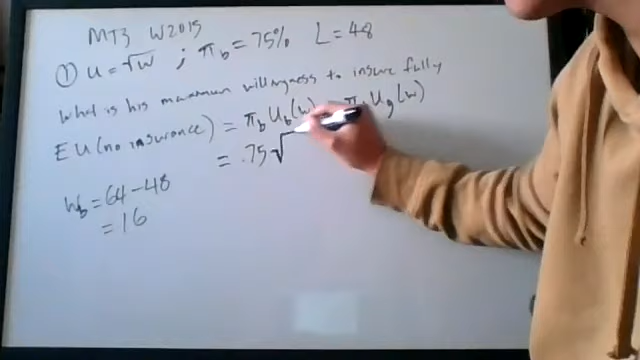 MT3 W2015
① U = √W ; π_b = 75% L = 48
What is his maximum willingness to insure fully
EU(no insurance) = π_b U_b(W) π U_g(W)
= .75√
W_b = 64 - 48
= 16